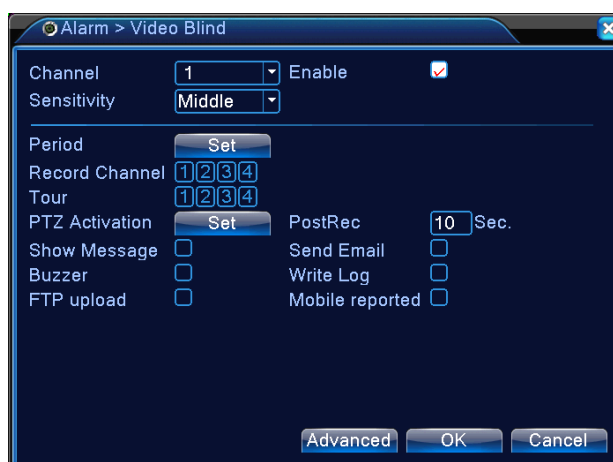 Alarm > Video Blind
Channel 1 Enable
Sensitivity Middle
Period Set
Record Channel 1 2 3 4
Tour 1 2 3 4
PTZ Activation Set PostRec 10 Sec.
Show Message Send Email
Buzzer Write Log
FTP upload Mobile reported
Advanced OK Cancel